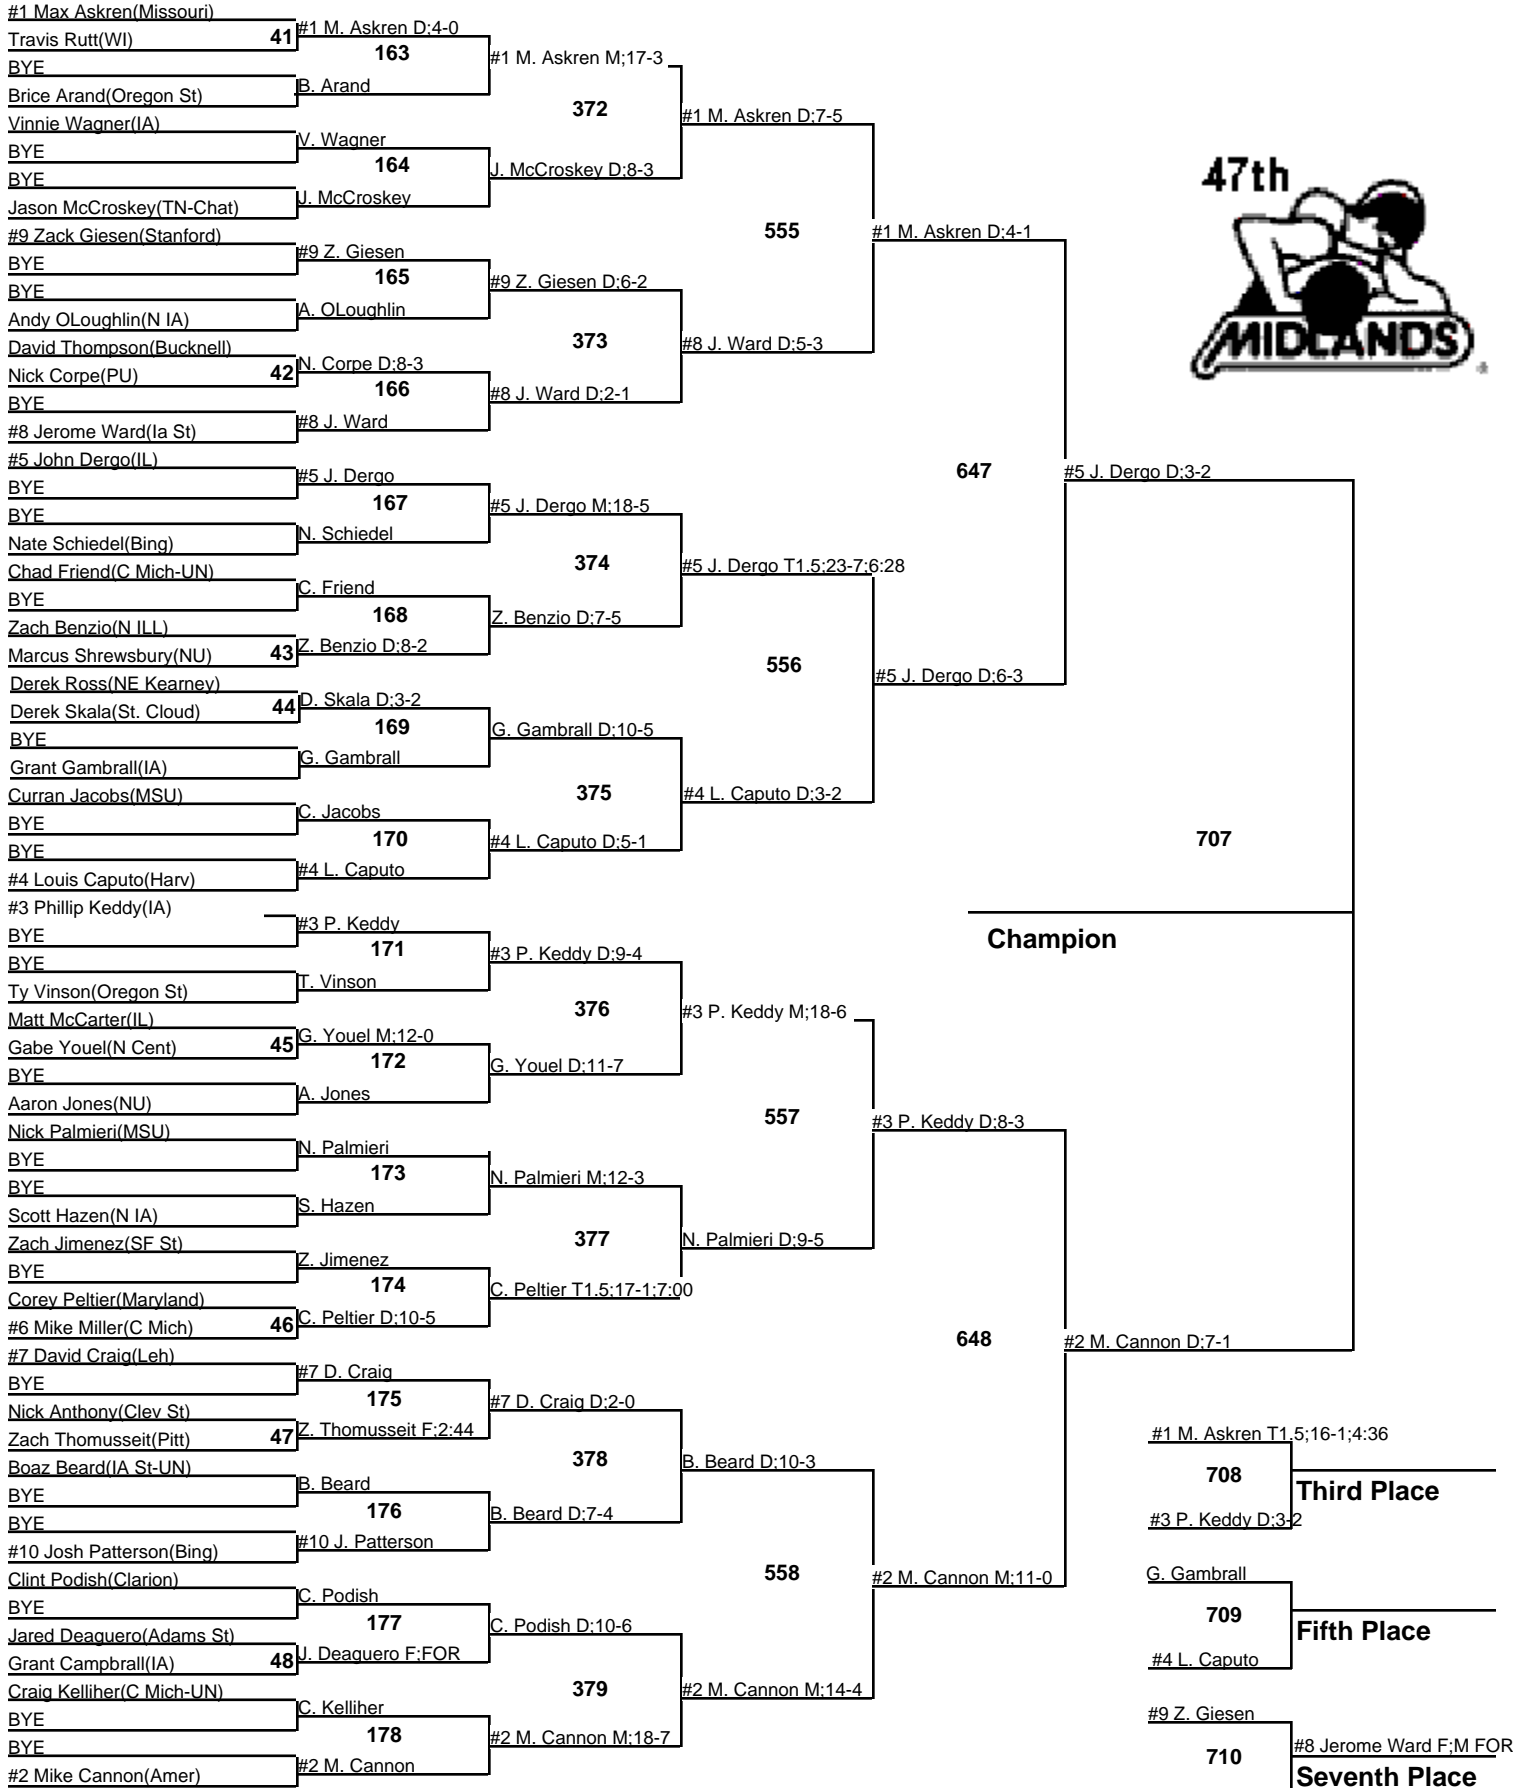 #1 Max Askren(Missouri)
Travis Rutt(WI)
BYE
Brice Arand(Oregon St)
Vinnie Wagner(IA)
BYE
BYE
Jason McCroskey(TN-Chat)
#9 Zack Giesen(Stanford)
BYE
BYE
Andy OLoughlin(N IA)
David Thompson(Bucknell)
Nick Corpe(PU)
BYE
#8 Jerome Ward(Ia St)
#5 John Dergo(IL)
BYE
BYE
Nate Schiedel(Bing)
Chad Friend(C Mich-UN)
BYE
Zach Benzio(N ILL)
Marcus Shrewsbury(NU)
Derek Ross(NE Kearney)
Derek Skala(St. Cloud)
BYE
Grant Gambrall(IA)
Curran Jacobs(MSU)
BYE
BYE
#4 Louis Caputo(Harv)
#3 Phillip Keddy(IA)
BYE
BYE
Ty Vinson(Oregon St)
Matt McCarter(IL)
Gabe Youel(N Cent)
BYE
Aaron Jones(NU)
Nick Palmieri(MSU)
BYE
BYE
Scott Hazen(N IA)
Zach Jimenez(SF St)
BYE
Corey Peltier(Maryland)
#6 Mike Miller(C Mich)
#7 David Craig(Leh)
BYE
Nick Anthony(Clev St)
Zach Thomusseit(Pitt)
Boaz Beard(IA St-UN)
BYE
BYE
#10 Josh Patterson(Bing)
Clint Podish(Clarion)
BYE
Jared Deaguero(Adams St)
Grant Campbrall(IA)
Craig Kelliher(C Mich-UN)
BYE
BYE
#2 Mike Cannon(Amer)
41
42
43
44
45
46
47
48
#1 M. Askren D;4-0
163
B. Arand
V. Wagner
164
J. McCroskey
#9 Z. Giesen
165
A. OLoughlin
N. Corpe D;8-3
166
#8 J. Ward
#5 J. Dergo
167
N. Schiedel
C. Friend
168
Z. Benzio D;8-2
D. Skala D;3-2
169
G. Gambrall
C. Jacobs
170
#4 L. Caputo
#3 P. Keddy
171
T. Vinson
G. Youel M;12-0
172
A. Jones
N. Palmieri
173
S. Hazen
Z. Jimenez
174
C. Peltier D;10-5
#7 D. Craig
175
Z. Thomusseit F;2:44
B. Beard
176
#10 J. Patterson
C. Podish
177
J. Deaguero F;FOR
C. Kelliher
178
#2 M. Cannon
#1 M. Askren M;17-3
372
J. McCroskey D;8-3
#9 Z. Giesen D;6-2
373
#8 J. Ward D;2-1
#5 J. Dergo M;18-5
374
Z. Benzio D;7-5
G. Gambrall D;10-5
375
#4 L. Caputo D;5-1
#3 P. Keddy D;9-4
376
G. Youel D;11-7
N. Palmieri M;12-3
377
C. Peltier T1.5;17-1;7:00
#7 D. Craig D;2-0
378
B. Beard D;7-4
C. Podish D;10-6
379
#2 M. Cannon M;18-7
#1 M. Askren D;7-5
555
#8 J. Ward D;5-3
#5 J. Dergo T1.5;23-7;6:28
556
#4 L. Caputo D;3-2
#3 P. Keddy M;18-6
557
N. Palmieri D;9-5
B. Beard D;10-3
558
#2 M. Cannon M;14-4
#1 M. Askren D;4-1
647
#5 J. Dergo D;6-3
#3 P. Keddy D;8-3
648
#2 M. Cannon M;11-0
47th
MIDLANDS
#5 J. Dergo D;3-2
707
Champion
#2 M. Cannon D;7-1
#1 M. Askren T1.5;16-1;4:36
708
Third Place
#3 P. Keddy D;3-2
G. Gambrall
709
Fifth Place
#4 L. Caputo
#9 Z. Giesen
710
#8 Jerome Ward F;M FOR
Seventh Place